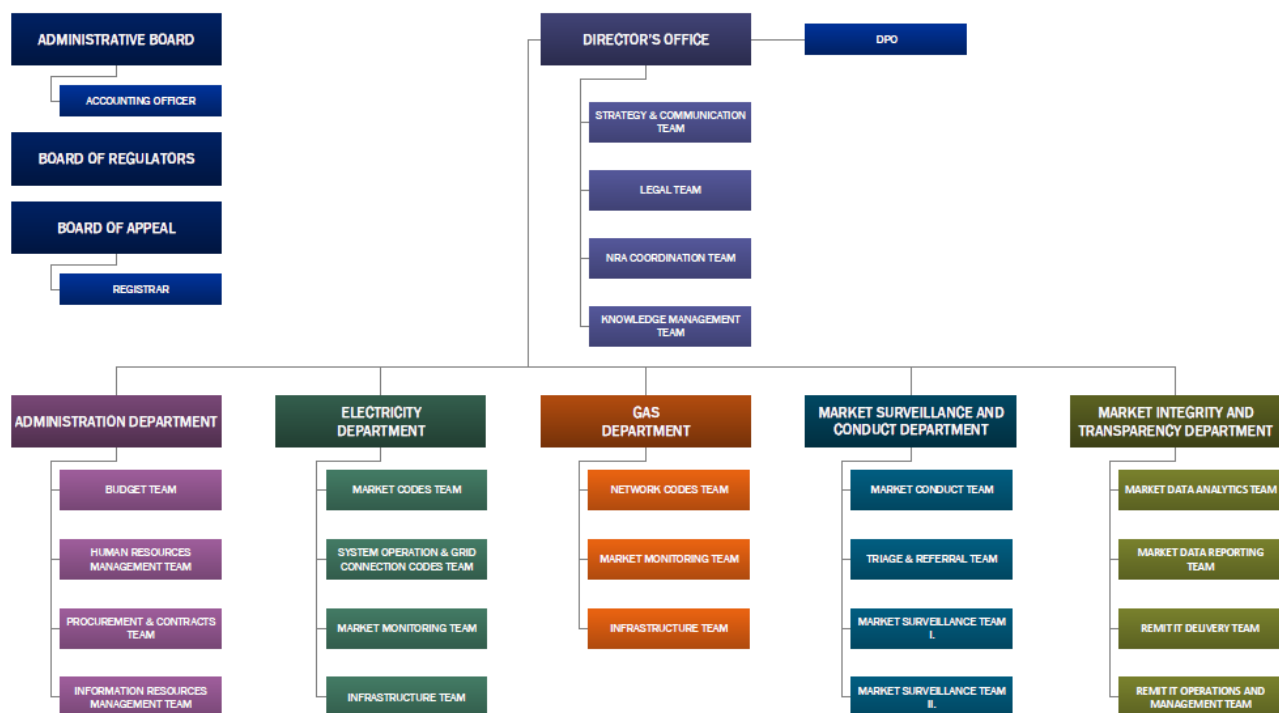 ADMINISTRATIVE BOARD
ACCOUNTING OFFICER
BOARD OF REGULATORS
BOARD OF APPEAL
REGISTRAR
DIRECTOR'S OFFICE
DPO
STRATEGY & COMMUNICATION
TEAM
LEGAL TEAM
NRA COORDINATION TEAM
KNOWLEDGE MANAGEMENT
TEAM
ADMINISTRATION DEPARTMENT
BUDGET TEAM
HUMAN RESOURCES
MANAGEMENT TEAM
PROCUREMENT & CONTRACTS
TEAM
INFORMATION RESOURCES
MANAGEMENT TEAM
ELECTRICITY
DEPARTMENT
MARKET CODES TEAM
SYSTEM OPERATION & GRID
CONNECTION CODES TEAM
MARKET MONITORING TEAM
INFRASTRUCTURE TEAM
GAS
DEPARTMENT
NETWORK CODES TEAM
MARKET MONITORING TEAM
INFRASTRUCTURE TEAM
MARKET SURVEILLANCE AND
CONDUCT DEPARTMENT
MARKET CONDUCT TEAM
TRIAGE & REFERRAL TEAM
MARKET SURVEILLANCE TEAM
I.
MARKET SURVEILLANCE TEAM
II.
MARKET INTEGRITY AND
TRANSPARENCY DEPARTMENT
MARKET DATA ANALYTICS TEAM
MARKET DATA REPORTING
TEAM
REMIT IT DELIVERY TEAM
REMIT IT OPERATIONS AND
MANAGEMENT TEAM